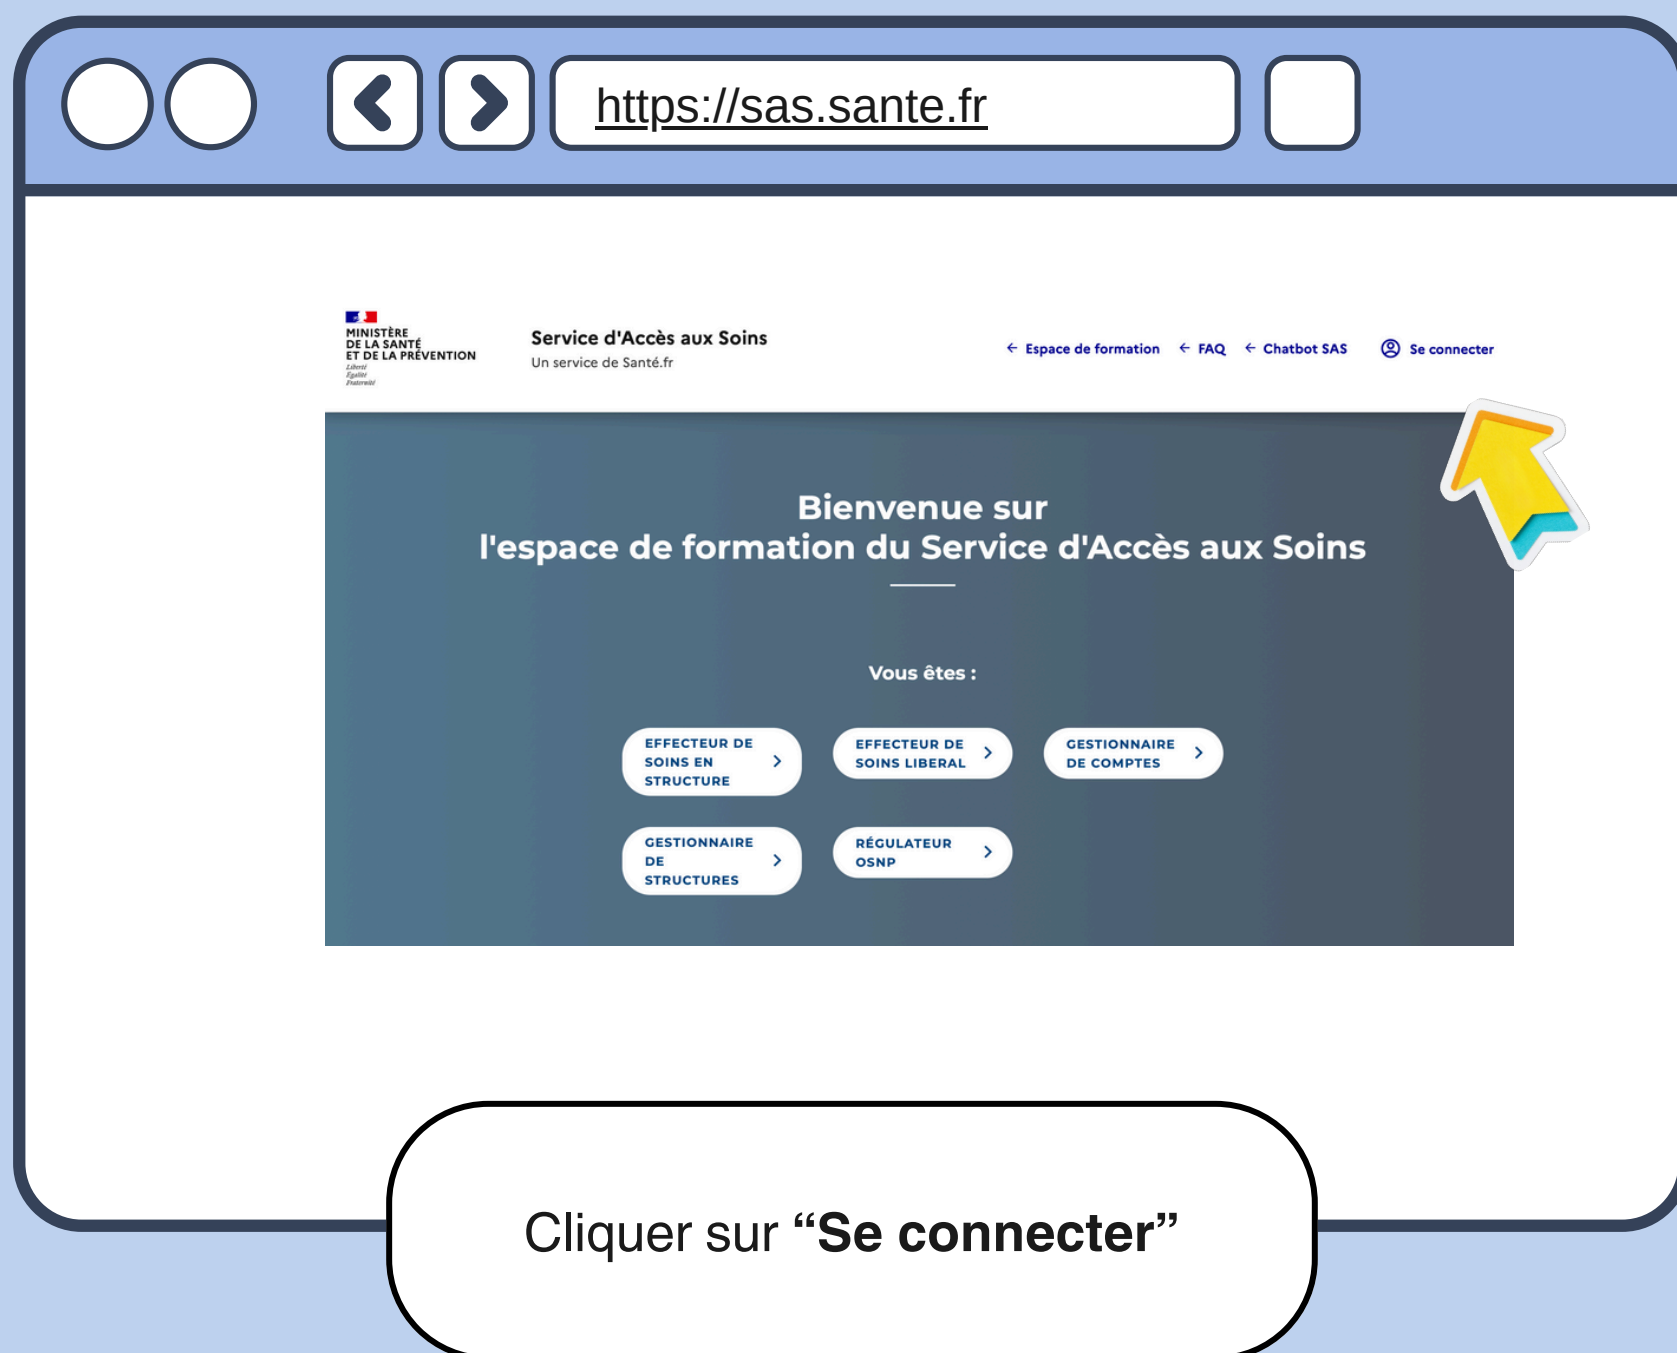 https://sas.sante.fr
MINISTÈRE
DE LA SANTÉ
ET DE LA PRÉVENTION
Liberté
Égalité
Fraternité
Service d'Accès aux Soins
Un service de Santé.fr
← Espace de formation ← FAQ ← Chatbot SAS Se connecter
Bienvenue sur
l'espace de formation du Service d'Accès aux Soins
Vous êtes :
EFFECTEUR DE
SOINS EN
STRUCTURE
EFFECTEUR DE
SOINS LIBERAL
GESTIONNAIRE
DE COMPTES
GESTIONNAIRE
DE
STRUCTURES
RÉGULATEUR
OSNP
Cliquer sur “Se connecter”